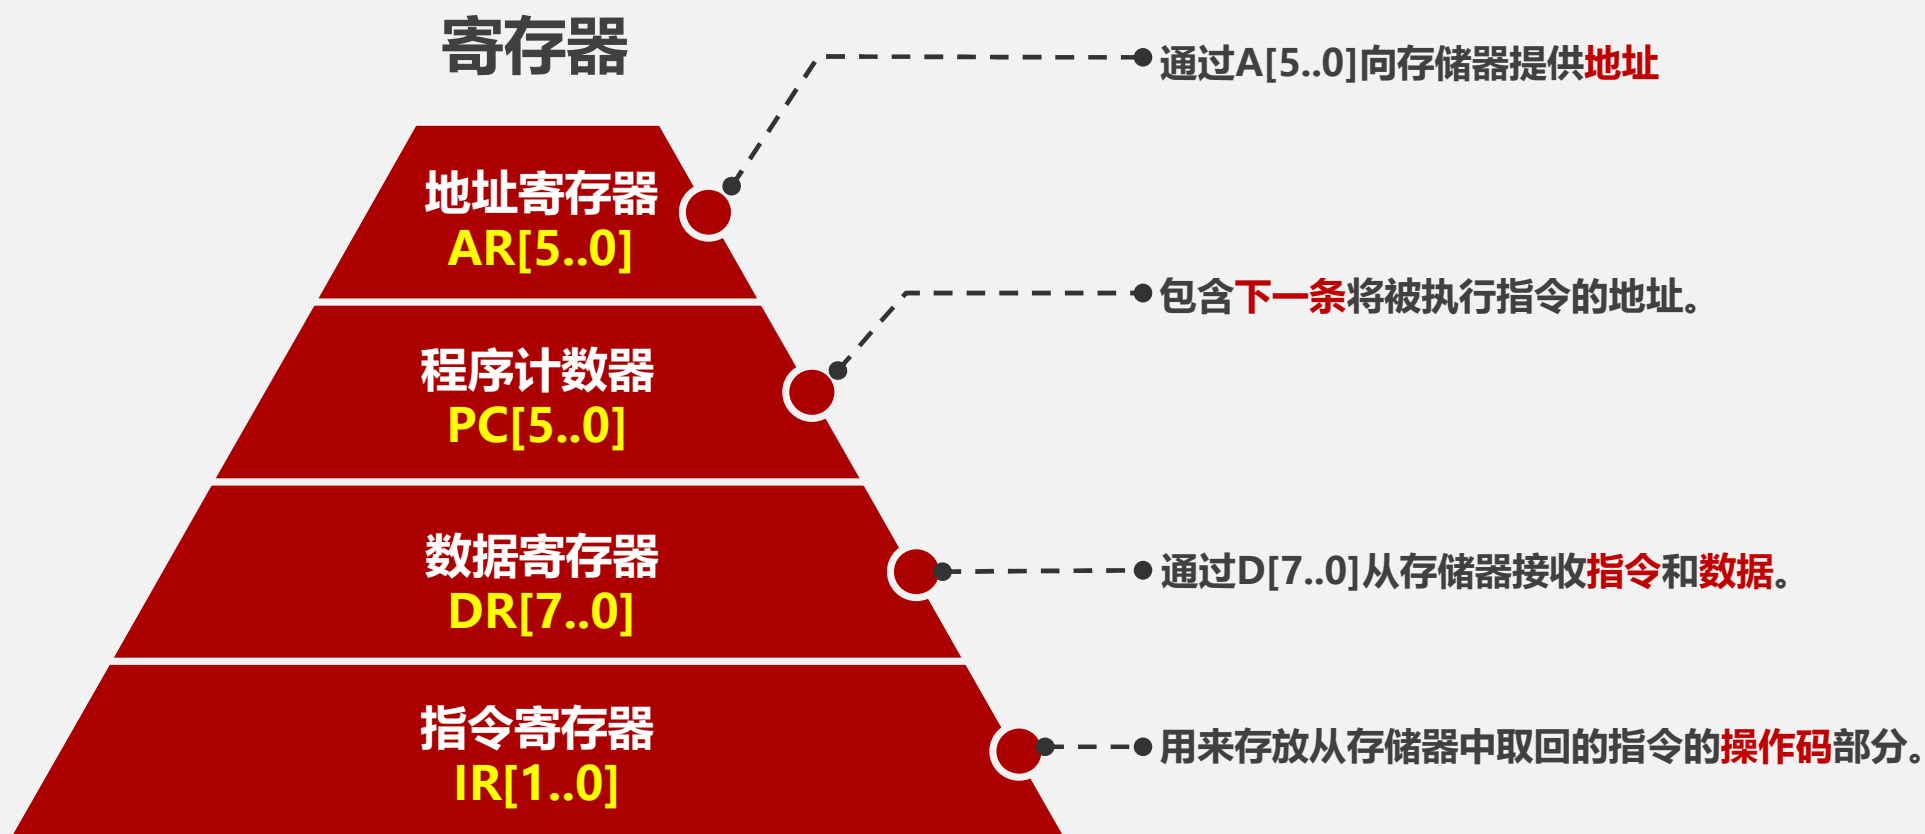 寄存器
通过A[5..0]向存储器提供地址
地址寄存器
AR[5..0]
包含下一条将被执行指令的地址。
程序计数器
PC[5..0]
数据寄存器
DR[7..0]
通过D[7..0]从存储器接收指令和数据。
指令寄存器
IR[1..0]
用来存放从存储器中取回的指令的操作码部分。